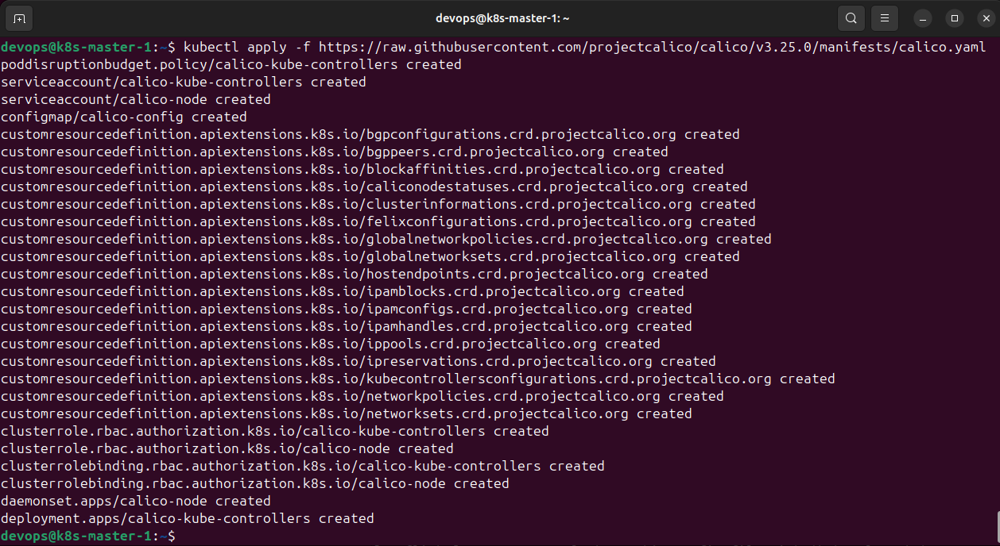 devops@k8s-master-1: ~
devops@k8s-master-1:~$ kubectl apply -f https://raw.githubusercontent.com/projectcalico/calico/v3.25.0/manifests/calico.yaml
poddisruptionbudget.policy/calico-kube-controllers created
serviceaccount/calico-kube-controllers created
serviceaccount/calico-node created
configmap/calico-config created
customresourcedefinition.apiextensions.k8s.io/bgpconfigurations.crd.projectcalico.org created
customresourcedefinition.apiextensions.k8s.io/bgppeers.crd.projectcalico.org created
customresourcedefinition.apiextensions.k8s.io/blockaffinities.crd.projectcalico.org created
customresourcedefinition.apiextensions.k8s.io/caliconodestatuses.crd.projectcalico.org created
customresourcedefinition.apiextensions.k8s.io/clusterinformations.crd.projectcalico.org created
customresourcedefinition.apiextensions.k8s.io/felixconfigurations.crd.projectcalico.org created
customresourcedefinition.apiextensions.k8s.io/globalnetworkpolicies.crd.projectcalico.org created
customresourcedefinition.apiextensions.k8s.io/globalnetworksets.crd.projectcalico.org created
customresourcedefinition.apiextensions.k8s.io/hostendpoints.crd.projectcalico.org created
customresourcedefinition.apiextensions.k8s.io/ipamblocks.crd.projectcalico.org created
customresourcedefinition.apiextensions.k8s.io/ipamconfigs.crd.projectcalico.org created
customresourcedefinition.apiextensions.k8s.io/ipamhandles.crd.projectcalico.org created
customresourcedefinition.apiextensions.k8s.io/ippools.crd.projectcalico.org created
customresourcedefinition.apiextensions.k8s.io/ipreservations.crd.projectcalico.org created
customresourcedefinition.apiextensions.k8s.io/kubecontrollersconfigurations.crd.projectcalico.org created
customresourcedefinition.apiextensions.k8s.io/networkpolicies.crd.projectcalico.org created
customresourcedefinition.apiextensions.k8s.io/networksets.crd.projectcalico.org created
clusterrole.rbac.authorization.k8s.io/calico-kube-controllers created
clusterrole.rbac.authorization.k8s.io/calico-node created
clusterrolebinding.rbac.authorization.k8s.io/calico-kube-controllers created
clusterrolebinding.rbac.authorization.k8s.io/calico-node created
daemonset.apps/calico-node created
deployment.apps/calico-kube-controllers created
devops@k8s-master-1:~$